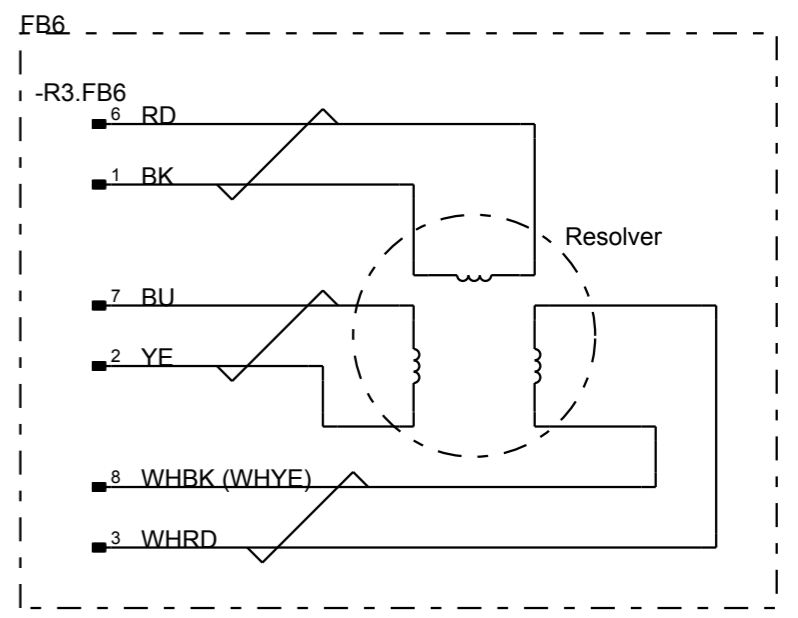 FB6
-R3.FB6
6 RD
1 BK
Resolver
7 BU
2 YE
8 WHBK (WHYE)
3 WHRD